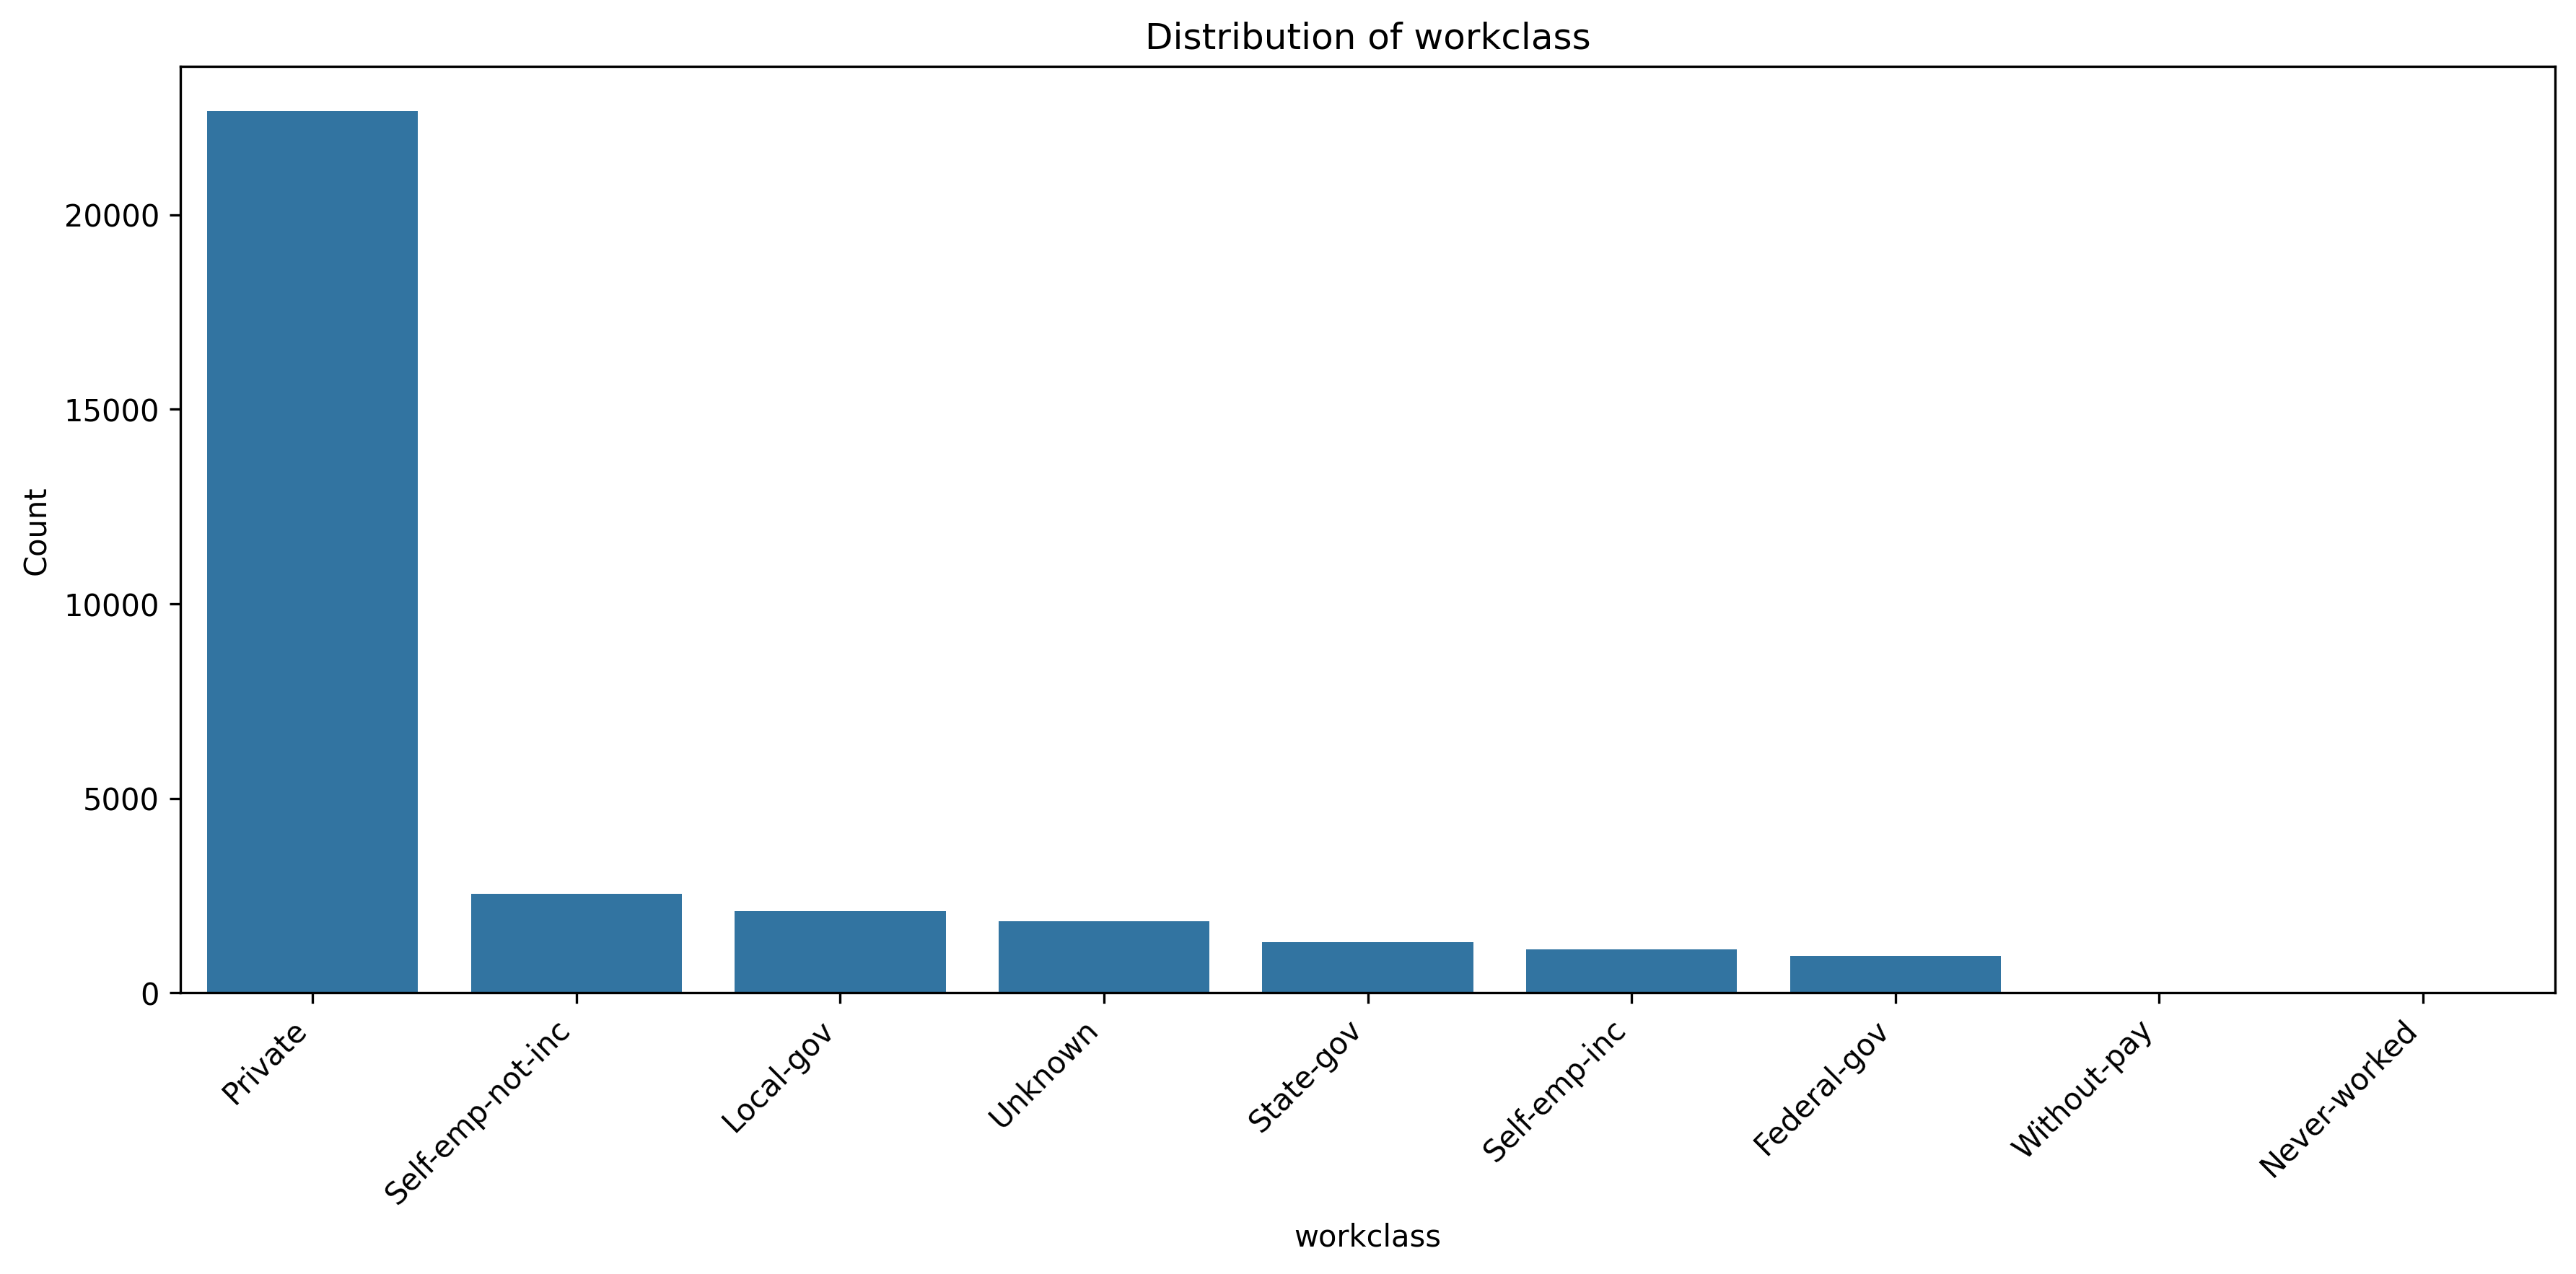 Distribution of workclass
Count
20000
15000
10000
5000
0
Private
Self-emp-not-inc
Local-gov
Unknown
State-gov
Self-emp-inc
Federal-gov
Without-pay
Never-worked
workclass